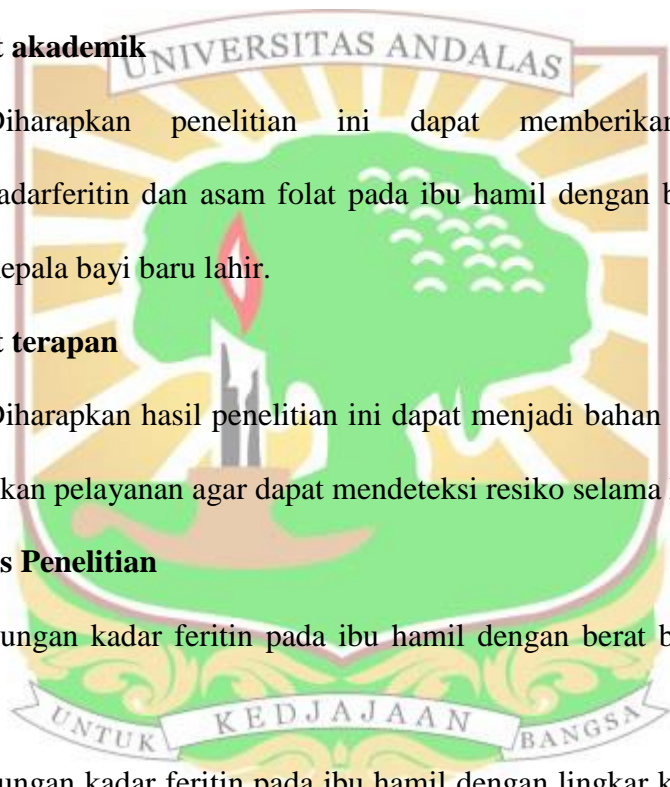 t akademik
UNIVERSITAS ANDALAS
Diharapkan penelitian ini dapat memberikan
adarferitin dan asam folat pada ibu hamil dengan b
kepala bayi baru lahir.
t terapan
Diharapkan hasil penelitian ini dapat menjadi bahan
kan pelayanan agar dapat mendeteksi resiko selama
s Penelitian
ungan kadar feritin pada ibu hamil dengan berat b
UNTUK KEDJAJAAN BANGSA
ungan kadar feritin pada ibu hamil dengan lingkar k